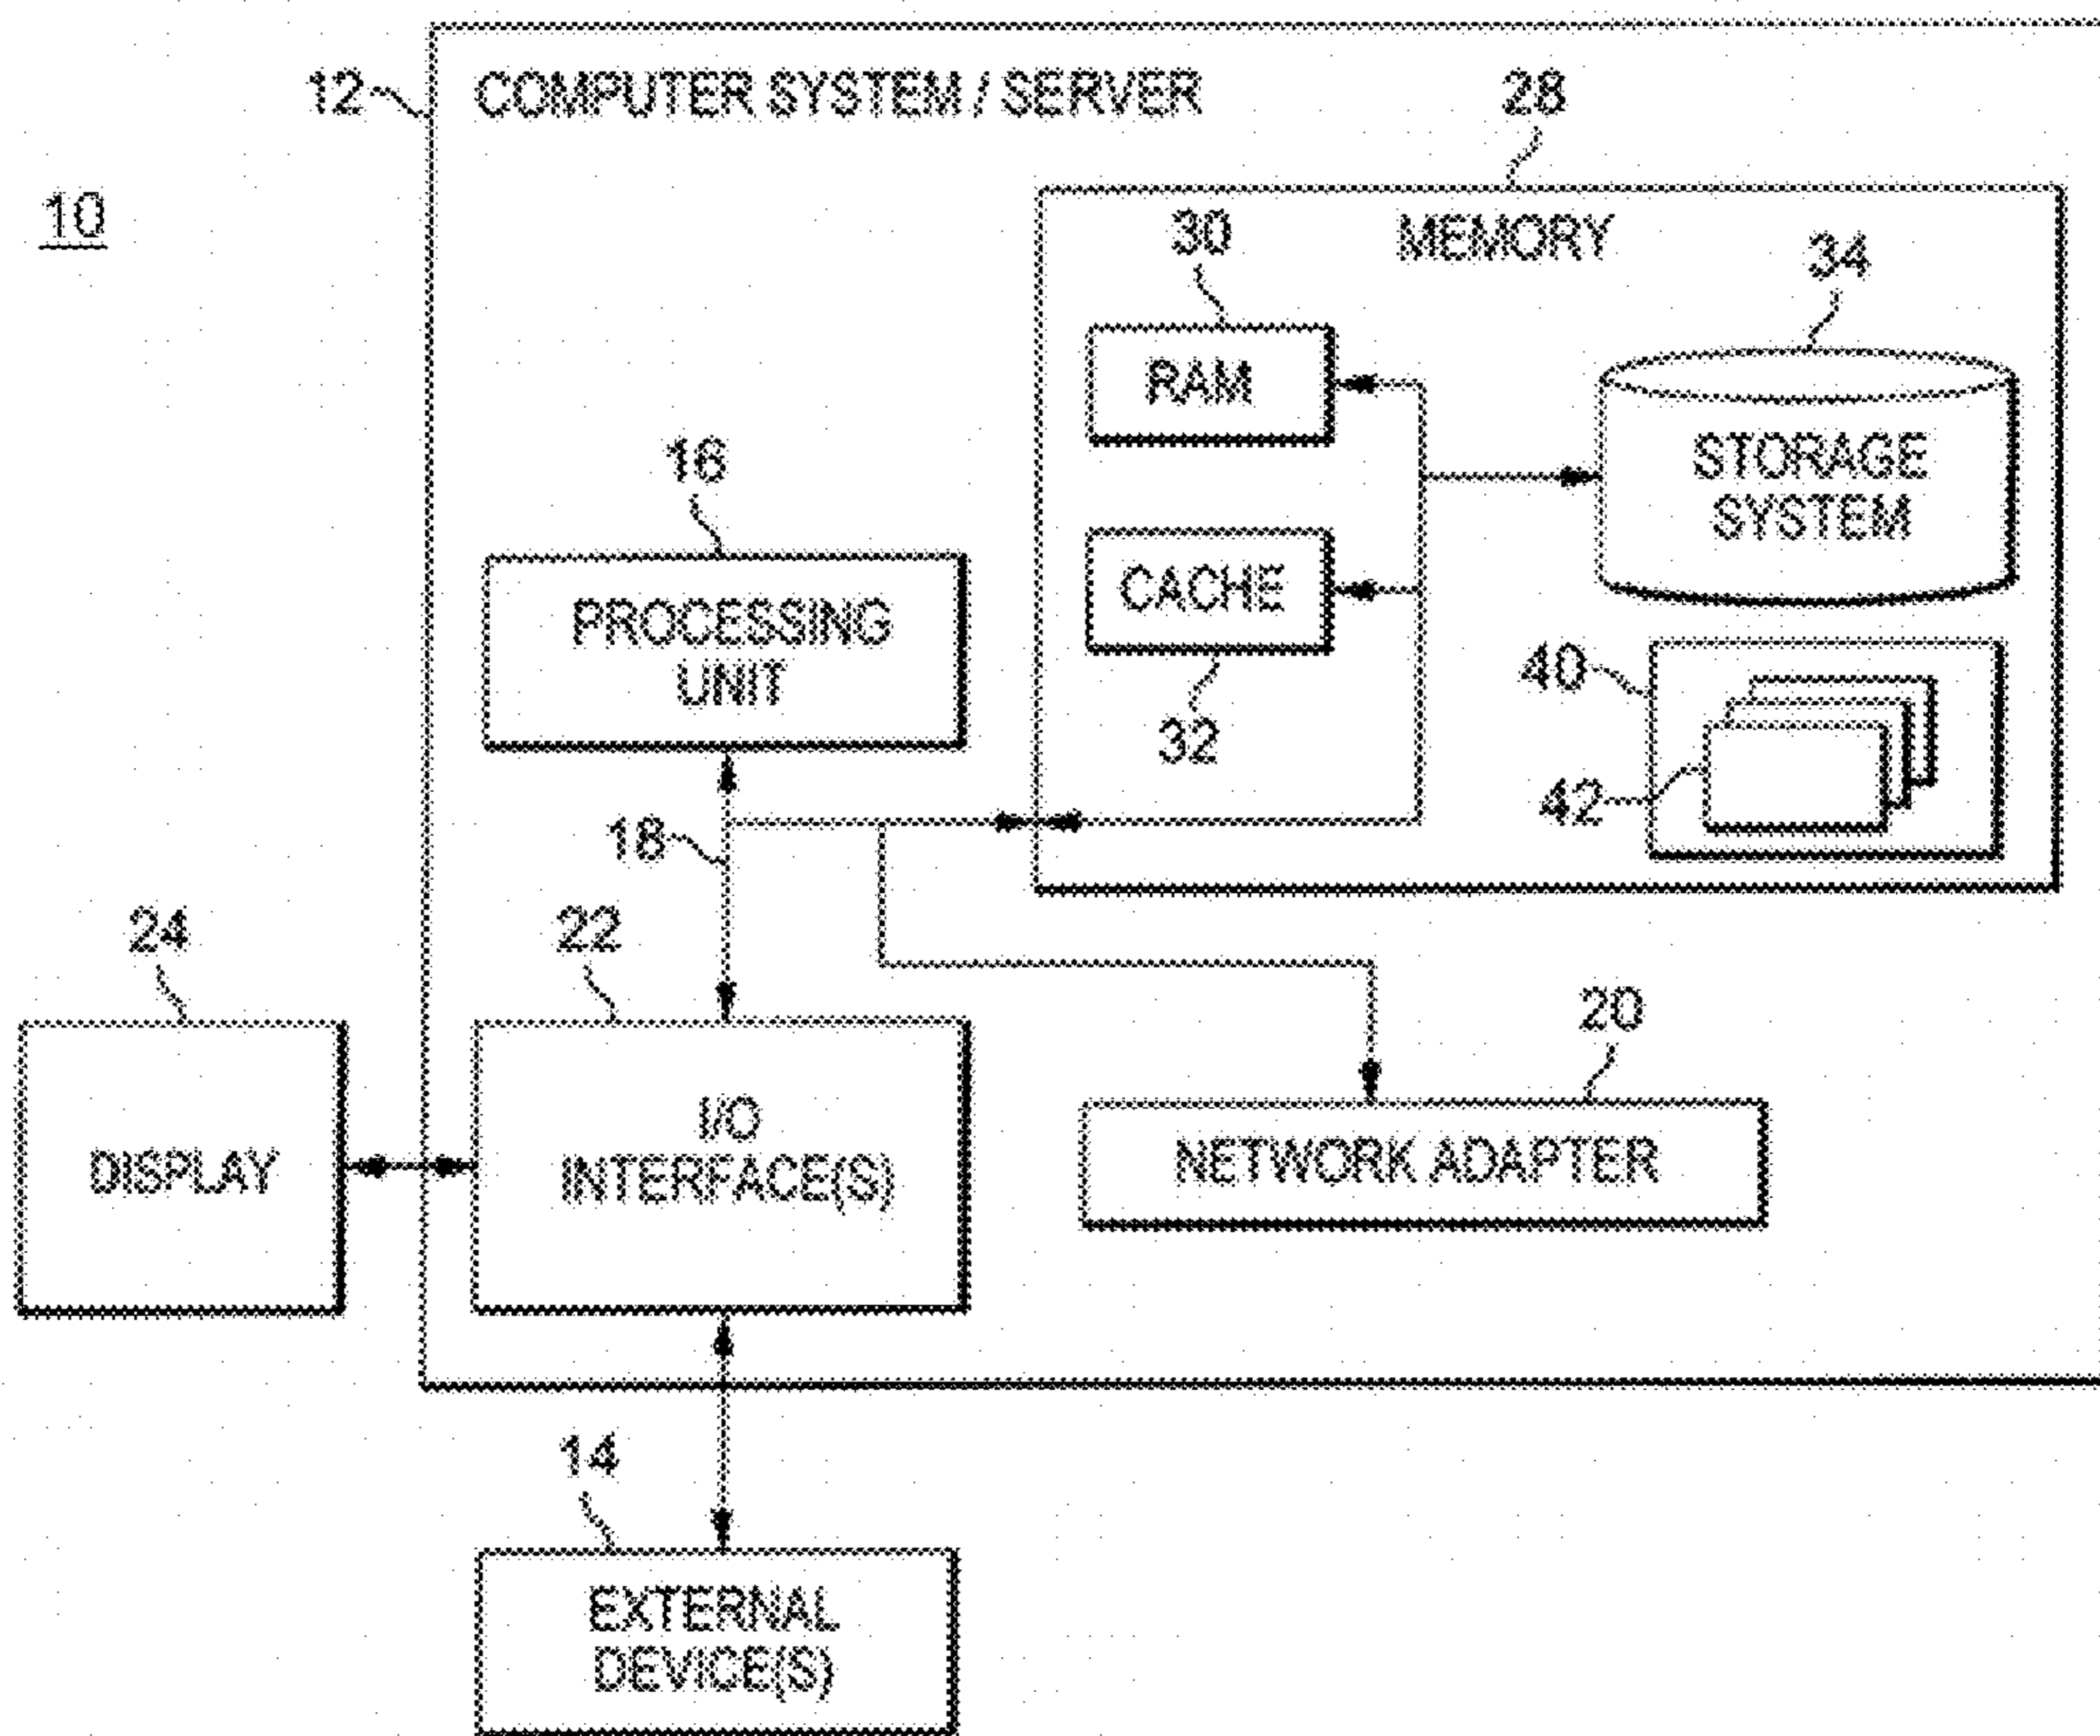 12
COMPUTER SYSTEM / SERVER
28
10
30
MEMORY
34
RAM
STORAGE
SYSTEM
16
CACHE
PROCESSING
UNIT
32
40
42
18
24
22
20
DISPLAY
I/O
INTERFACE(S)
NETWORK ADAPTER
14
EXTERNAL
DEVICE(S)